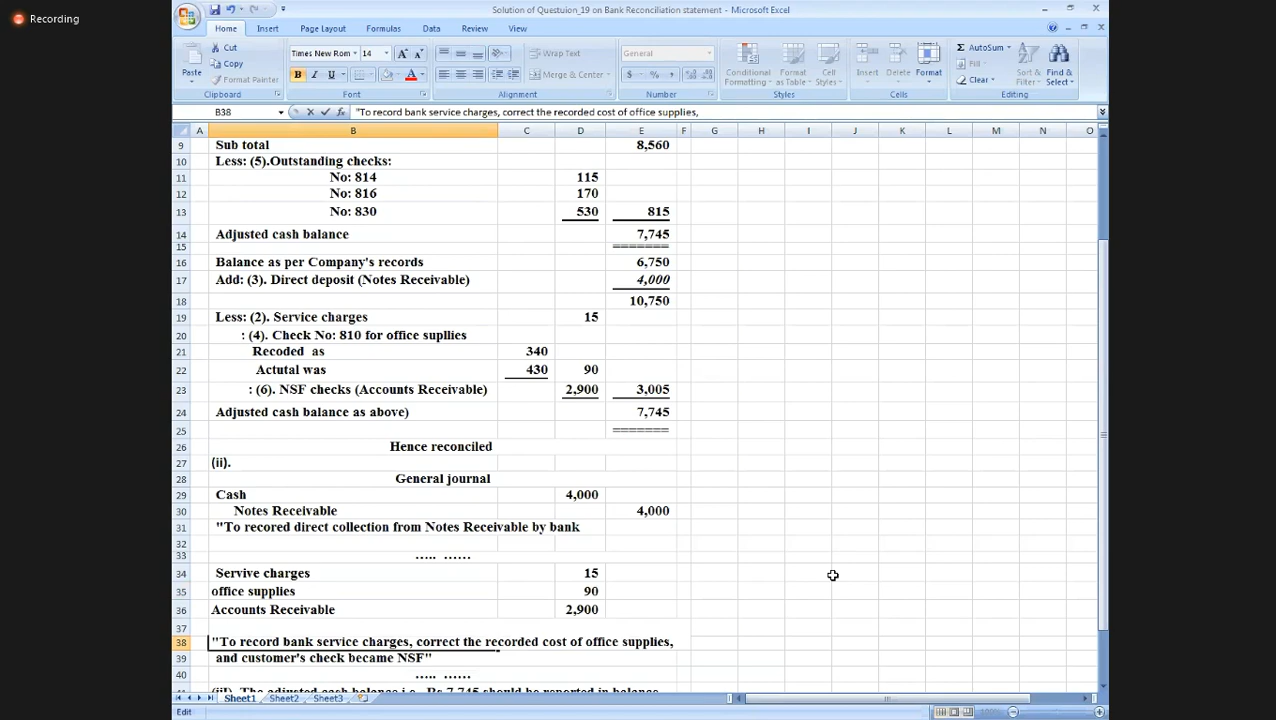 Recording
Solution of Questuion_19 on Bank Reconciliation statement - Microsoft Excel
Home Insert Page Layout Formulas Data Review View
Paste Cut Copy Format Painter
Times New Rom 14
B I U A
Wrap Text
Merge & Center
General
Conditional Formatting Format as Table Cell Styles
Insert Delete Format
AutoSum Fill Clear
Sort & Filter Find & Select
Clipboard Font Alignment Number Styles Cells Editing
B38 fx "To record bank service charges, correct the recorded cost of office supplies,
A B C D E F G H I J K L M N O
9 Sub total 8,560
10 Less: (5).Outstanding checks:
11 No: 814 115
12 No: 816 170
13 No: 830 530 815
14 Adjusted cash balance 7,745
15 =======
16 Balance as per Company's records 6,750
17 Add: (3). Direct deposit (Notes Receivable) 4,000
18 10,750
19 Less: (2). Service charges 15
20 : (4). Check No: 810 for office supllies
21 Recoded as 340
22 Actutal was 430 90
23 : (6). NSF checks (Accounts Receivable) 2,900 3,005
24 Adjusted cash balance as above) 7,745
25 =======
26 Hence reconciled
27 (ii).
28 General journal
29 Cash 4,000
30 Notes Receivable 4,000
31 "To recored direct collection from Notes Receivable by bank
32
33 ….. ……
34 Servive charges 15
35 office supplies 90
36 Accounts Receivable 2,900
37
38 "To record bank service charges, correct the recorded cost of office supplies,
39 and customer's check became NSF"
40 ….. ……
Sheet1 Sheet2 Sheet3
Edit